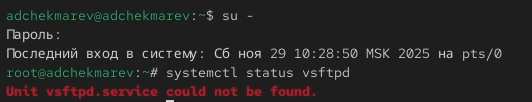 adchekmarev@adchekmarev:~$ su -
Пароль:
Последний вход в систему: Сб ноя 29 10:28:50 MSK 2025 на pts/0
root@adchekmarev:~# systemctl status vsftpd
Unit vsftpd.service could not be found.